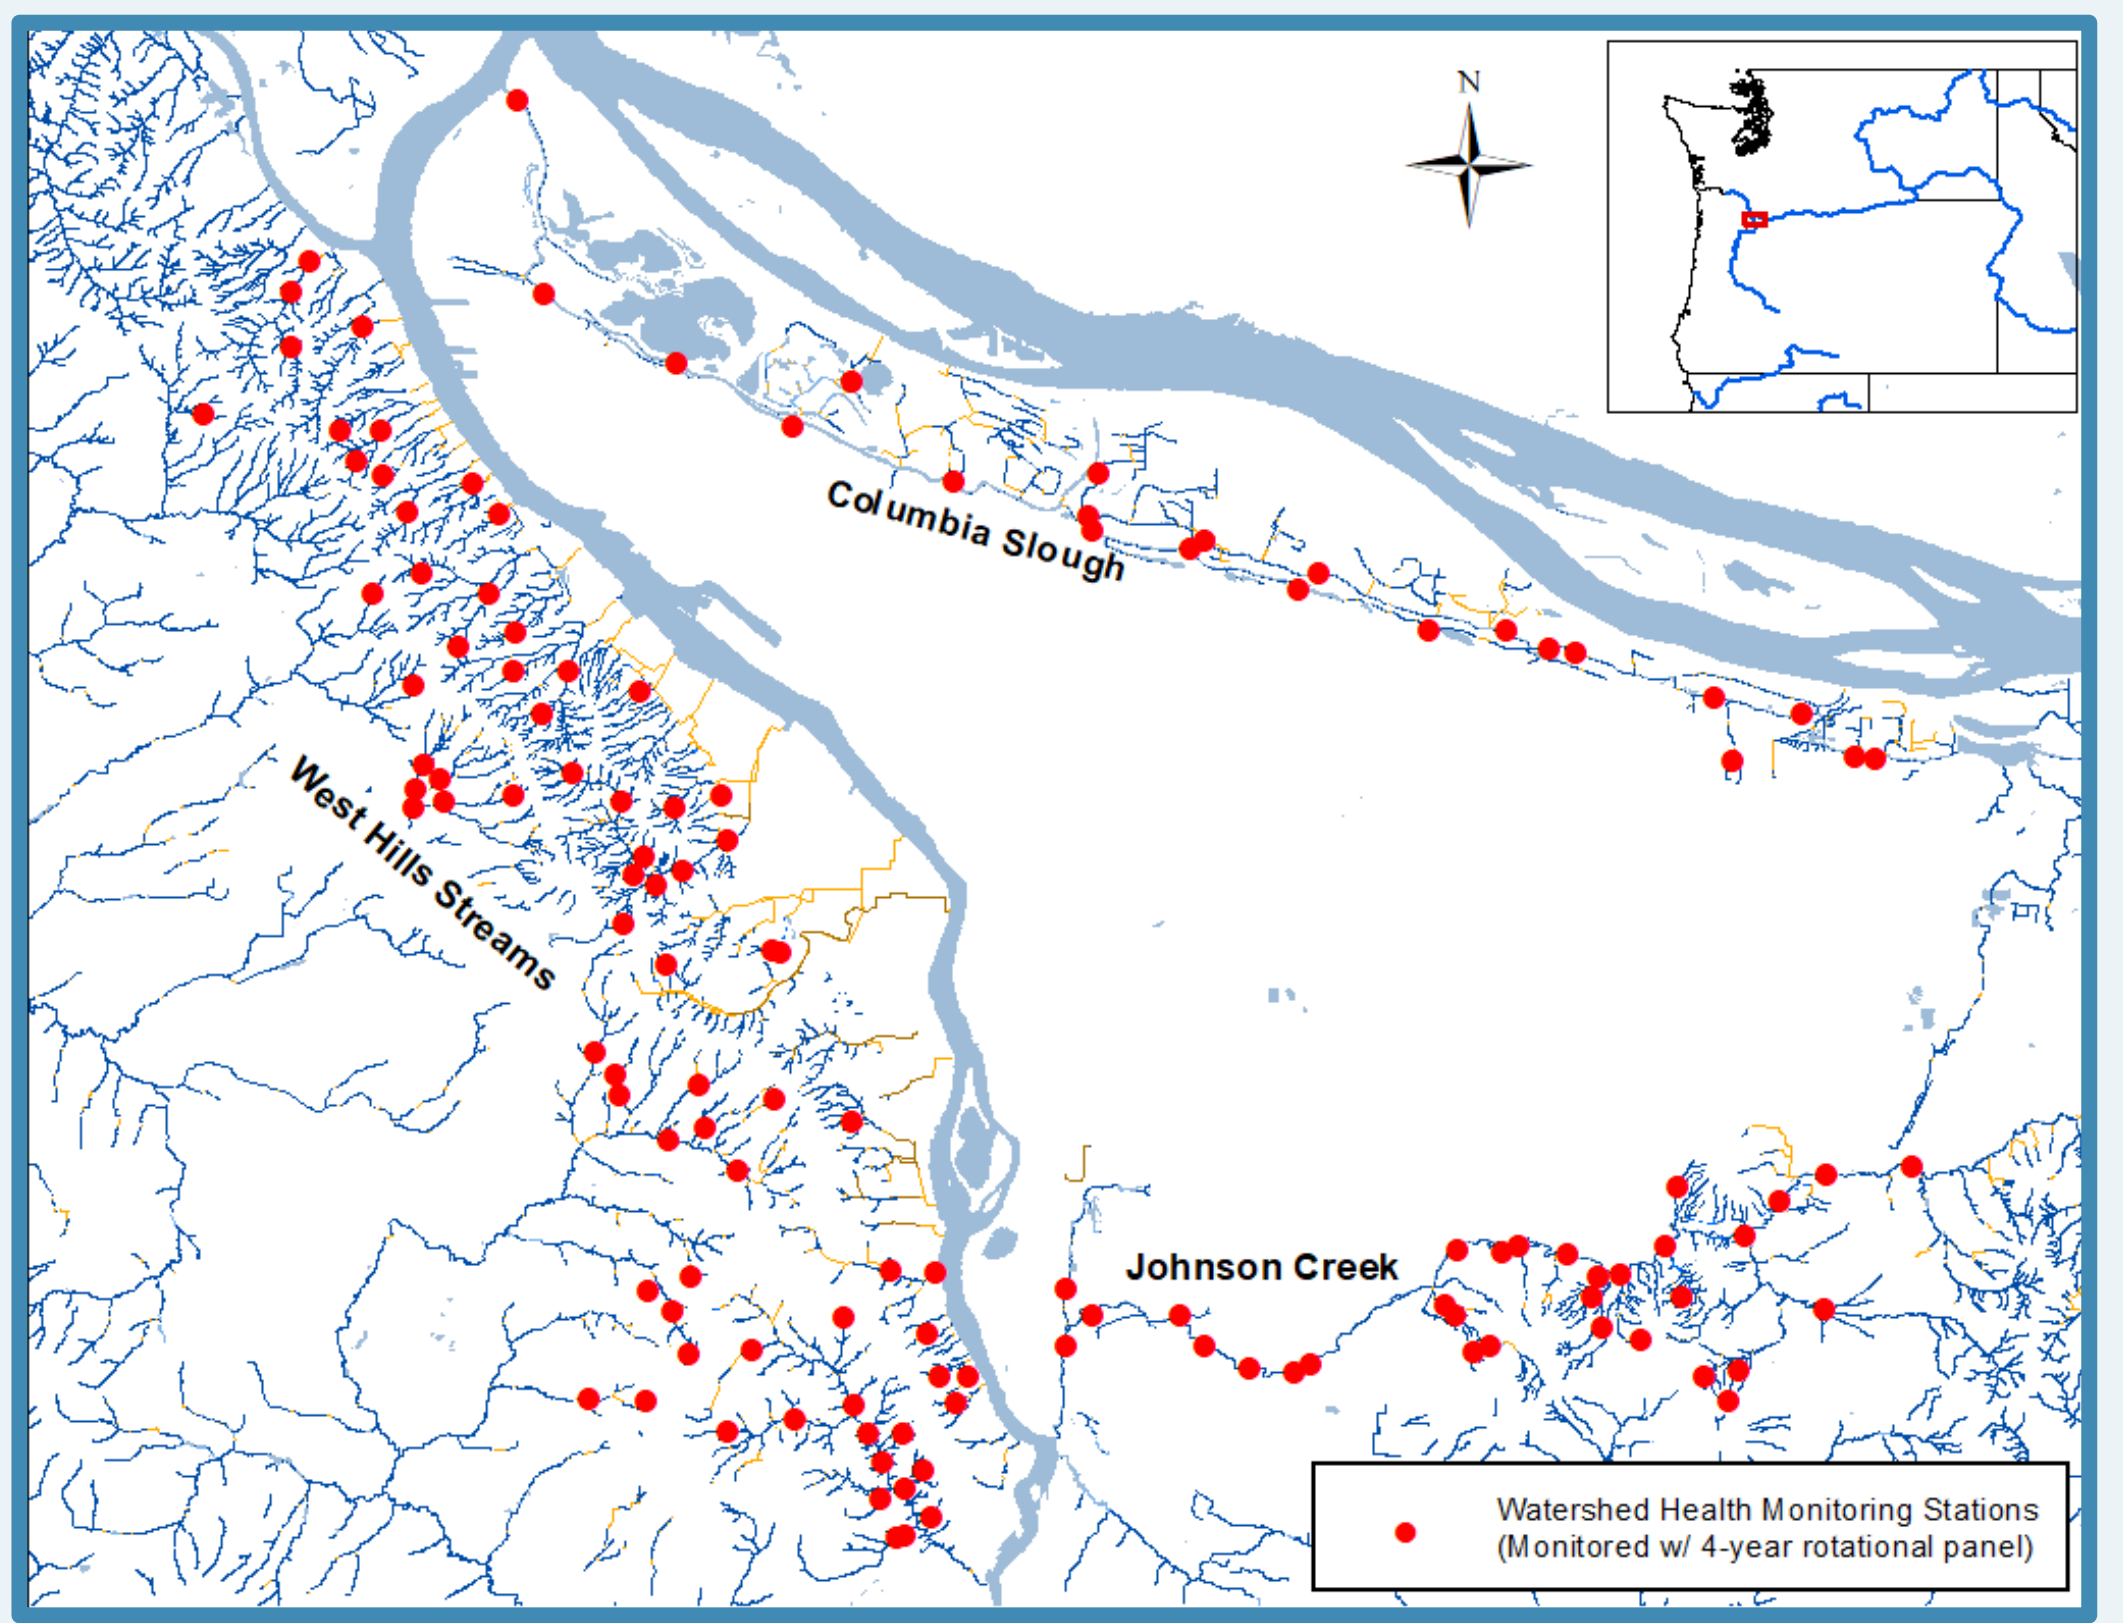 N
Columbia Slough
West Hills Streams
Johnson Creek
Watershed Health Monitoring Stations
(Monitored w/ 4-year rotational panel)